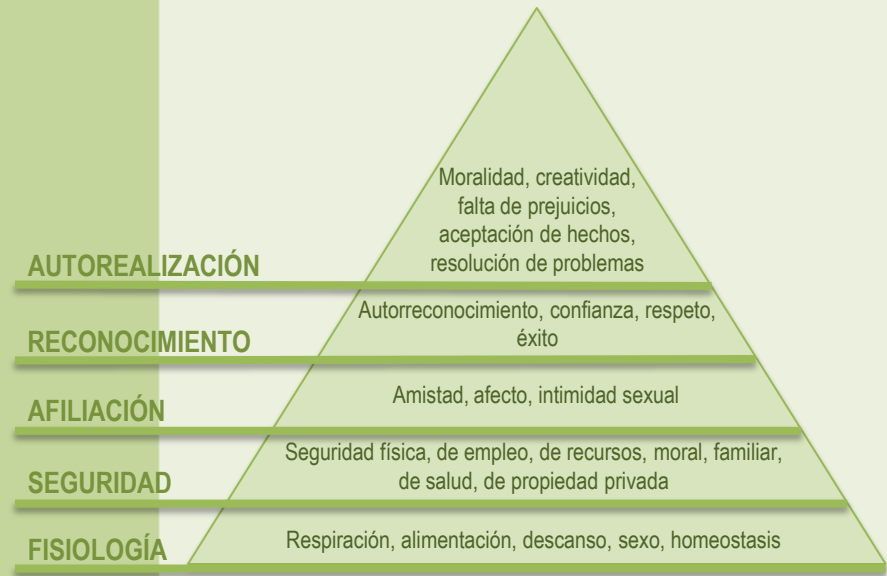 Moralidad, creatividad,
falta de prejuicios,
aceptación de hechos,
resolución de problemas
AUTOREALIZACIÓN
Autorreconocimiento, confianza, respeto,
éxito
RECONOCIMIENTO
Amistad, afecto, intimidad sexual
AFILIACIÓN
Seguridad física, de empleo, de recursos, moral, familiar,
de salud, de propiedad privada
SEGURIDAD
Respiración, alimentación, descanso, sexo, homeostasis
FISIOLOGÍA